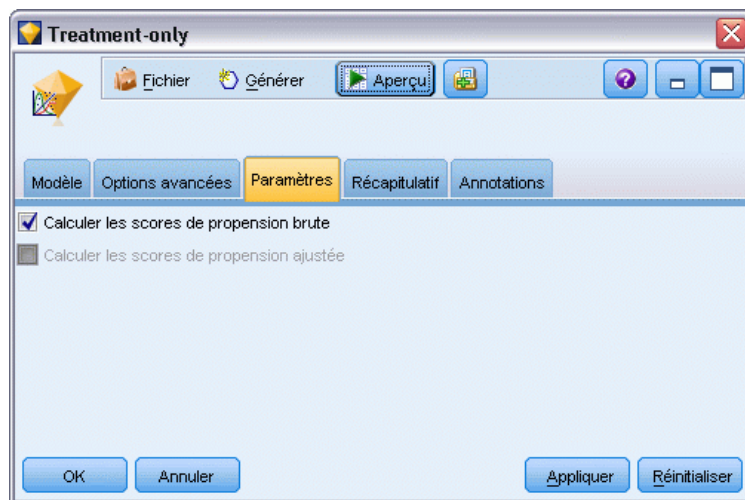 Treatment-only
Fichier Générer Aperçu
Modèle Options avancées Paramètres Récapitulatif Annotations
Calculer les scores de propension brute
Calculer les scores de propension ajustée
OK Annuler Appliquer Réinitialiser